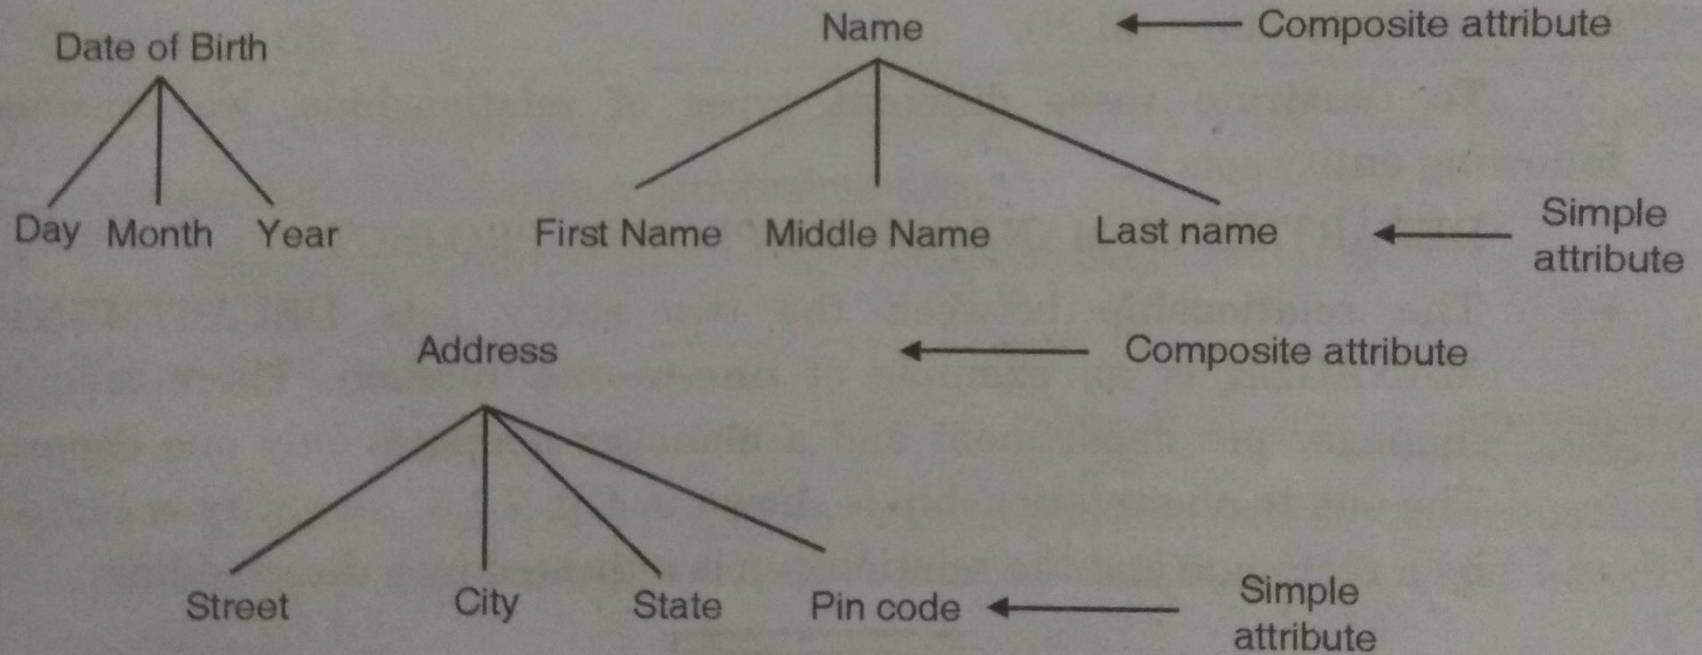 Name
Composite attribute
Date of Birth
Day Month Year
First Name Middle Name Last name
Simple
attribute
Address
Composite attribute
Street City State Pin code
Simple
attribute